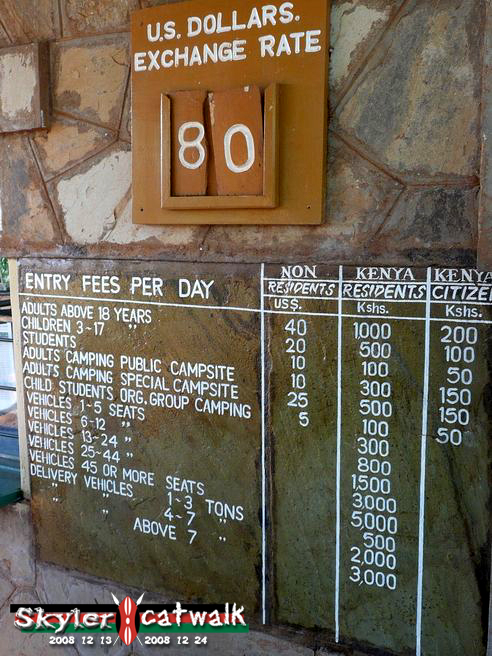 U.S. DOLLARS.
EXCHANGE RATE
80
ENTRY FEES PER DAY NON RESIDENTS US$. KENYA RESIDENTS Kshs. KENYA CITIZE Kshs.
ADULTS ABOVE 18 YEARS 40 1000 200
CHILDREN 3-17 " 20 500 100
STUDENTS 10 100 50
ADULTS CAMPING PUBLIC CAMPSITE 10 300 150
ADULTS CAMPING SPECIAL CAMPSITE 25 500 150
CHILD. STUDENTS ORG. GROUP CAMPING 5 100 50
VEHICLES 1-5 SEATS 300
VEHICLES 6-12 " 800
VEHICLES 13-24 " 1500
VEHICLES 25-44 " 3,000
VEHICLES 45 OR MORE SEATS 5,000
DELIVERY VEHICLES 1-3 TONS 500
" " 4-7 " 2,000
" ABOVE 7 " 3,000
Skyler catwalk
2008 12 13 2008 12 24